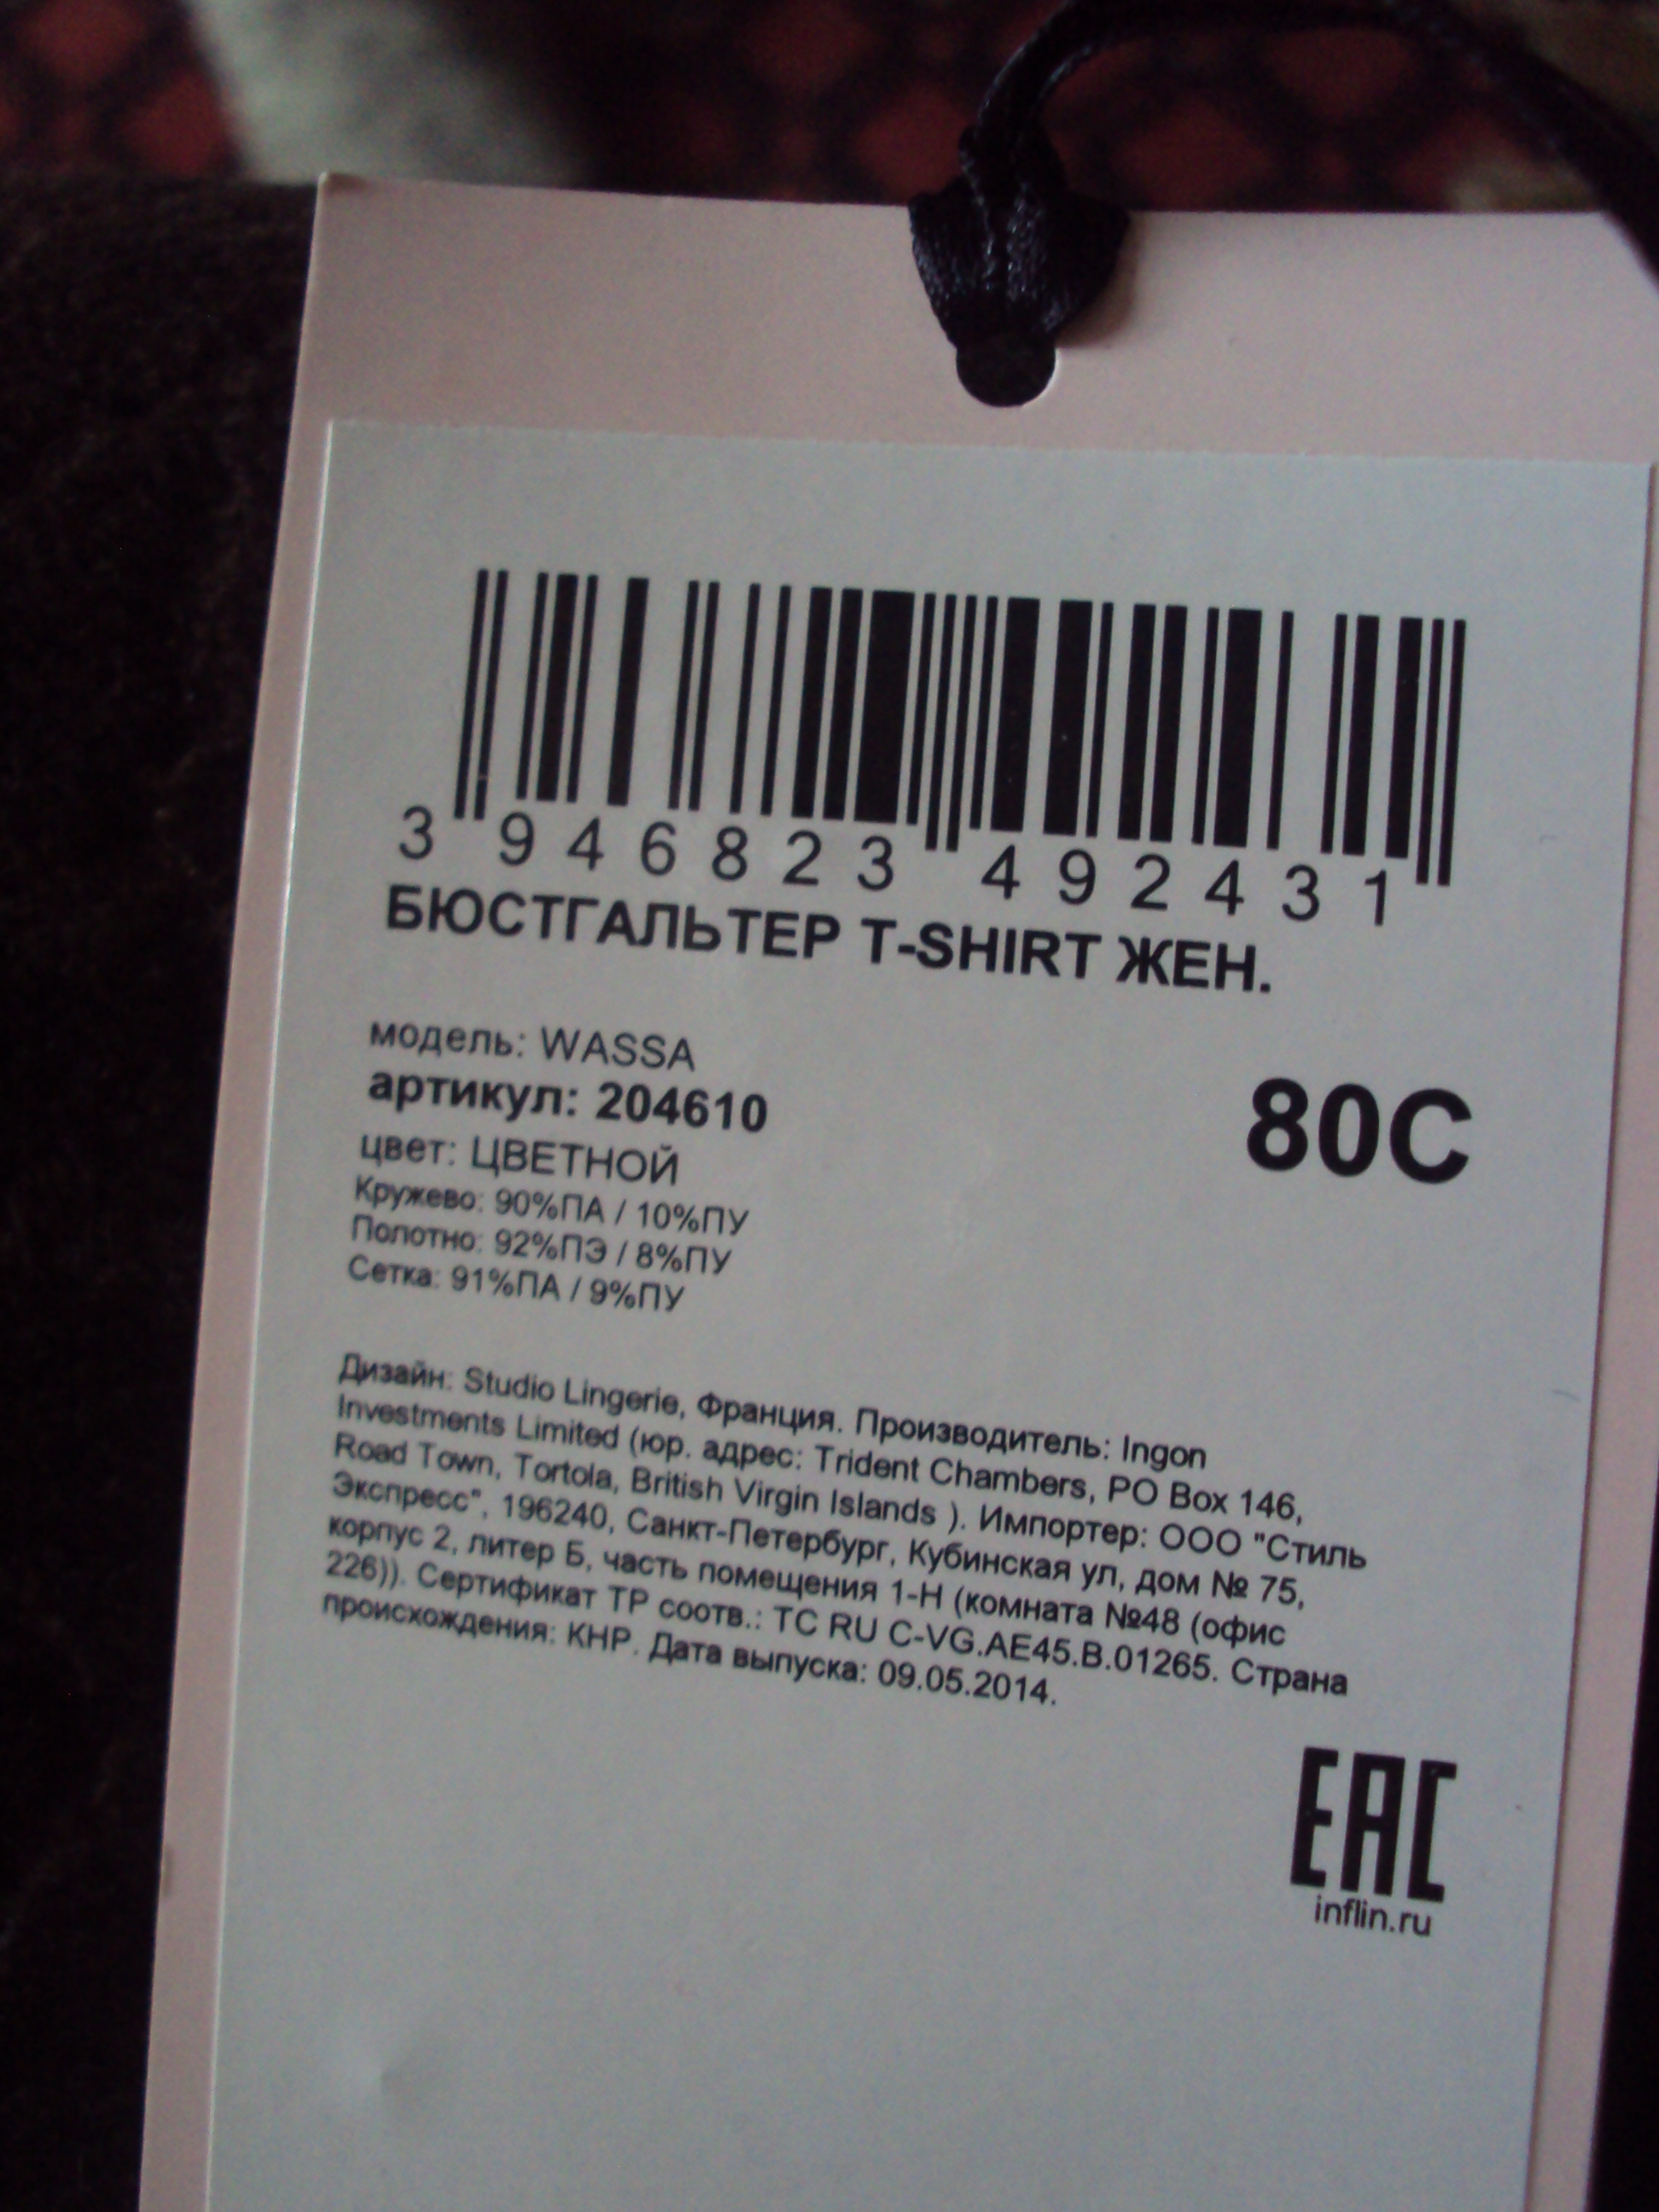 3 946823 492431
БЮСТГАЛЬТЕР T-SHIRT ЖЕН.
модель: WASSA
артикул: 204610
80C
цвет: ЦВЕТНОЙ
Кружево: 90%ПА / 10%ПУ
Полотно: 92%ПЭ / 8%ПУ
Сетка: 91%ПА / 9%ПУ
Дизайн: Studio Lingerie, Франция. Производитель: Ingon
Investments Limited (юр. адрес: Trident Chambers, PO Box 146,
Road Town, Tortola, British Virgin Islands ). Импортер: ООО "Стиль
Экспресс", 196240, Санкт-Петербург, Кубинская ул, дом № 75,
корпус 2, литер Б, часть помещения 1-Н (комната №48 (офис
226)). Сертификат ТР соотв.: ТС RU C-VG.АЕ45.В.01265. Страна
происхождения: КНР. Дата выпуска: 09.05.2014.
EAC
inflin.ru